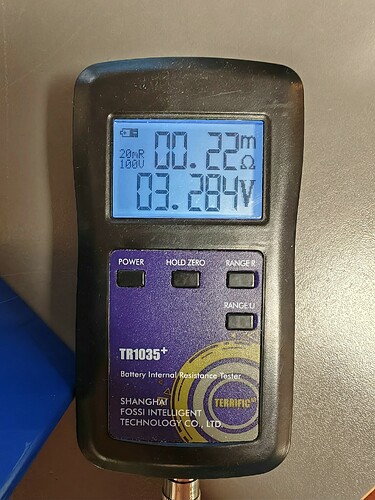 20mR 00.22 mΩ
100V
03.284V
POWER HOLD ZERO RANGE R
RANGE U
TR1035+
Battery Internal Resistance Tester
SHANGHAI
FOSSI INTELLIGENT
TECHNOLOGY CO., LTD.
TERRIFIC